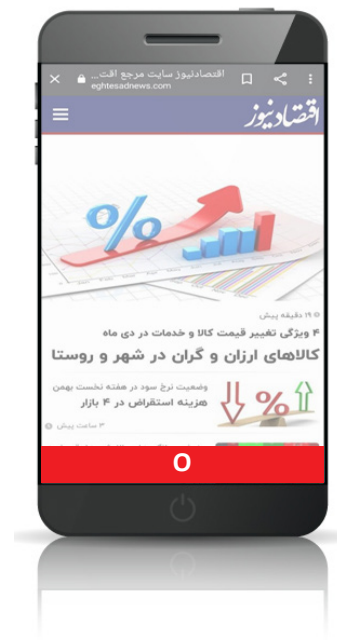 اقتصادنیوز سایت مرجع اقت...
eghtesadnews.com
اقتصادنیوز
%
۱۹ دقیقه پیش
۴ ویژگی تغییر قیمت کالا و خدمات در دی ماه
کالاهای ارزان و گران در شهر و روستا
وضعیت نرخ سود در هفته نخست بهمن
هزینه استقراض در ۴ بازار
%
۳ ساعت پیش
O